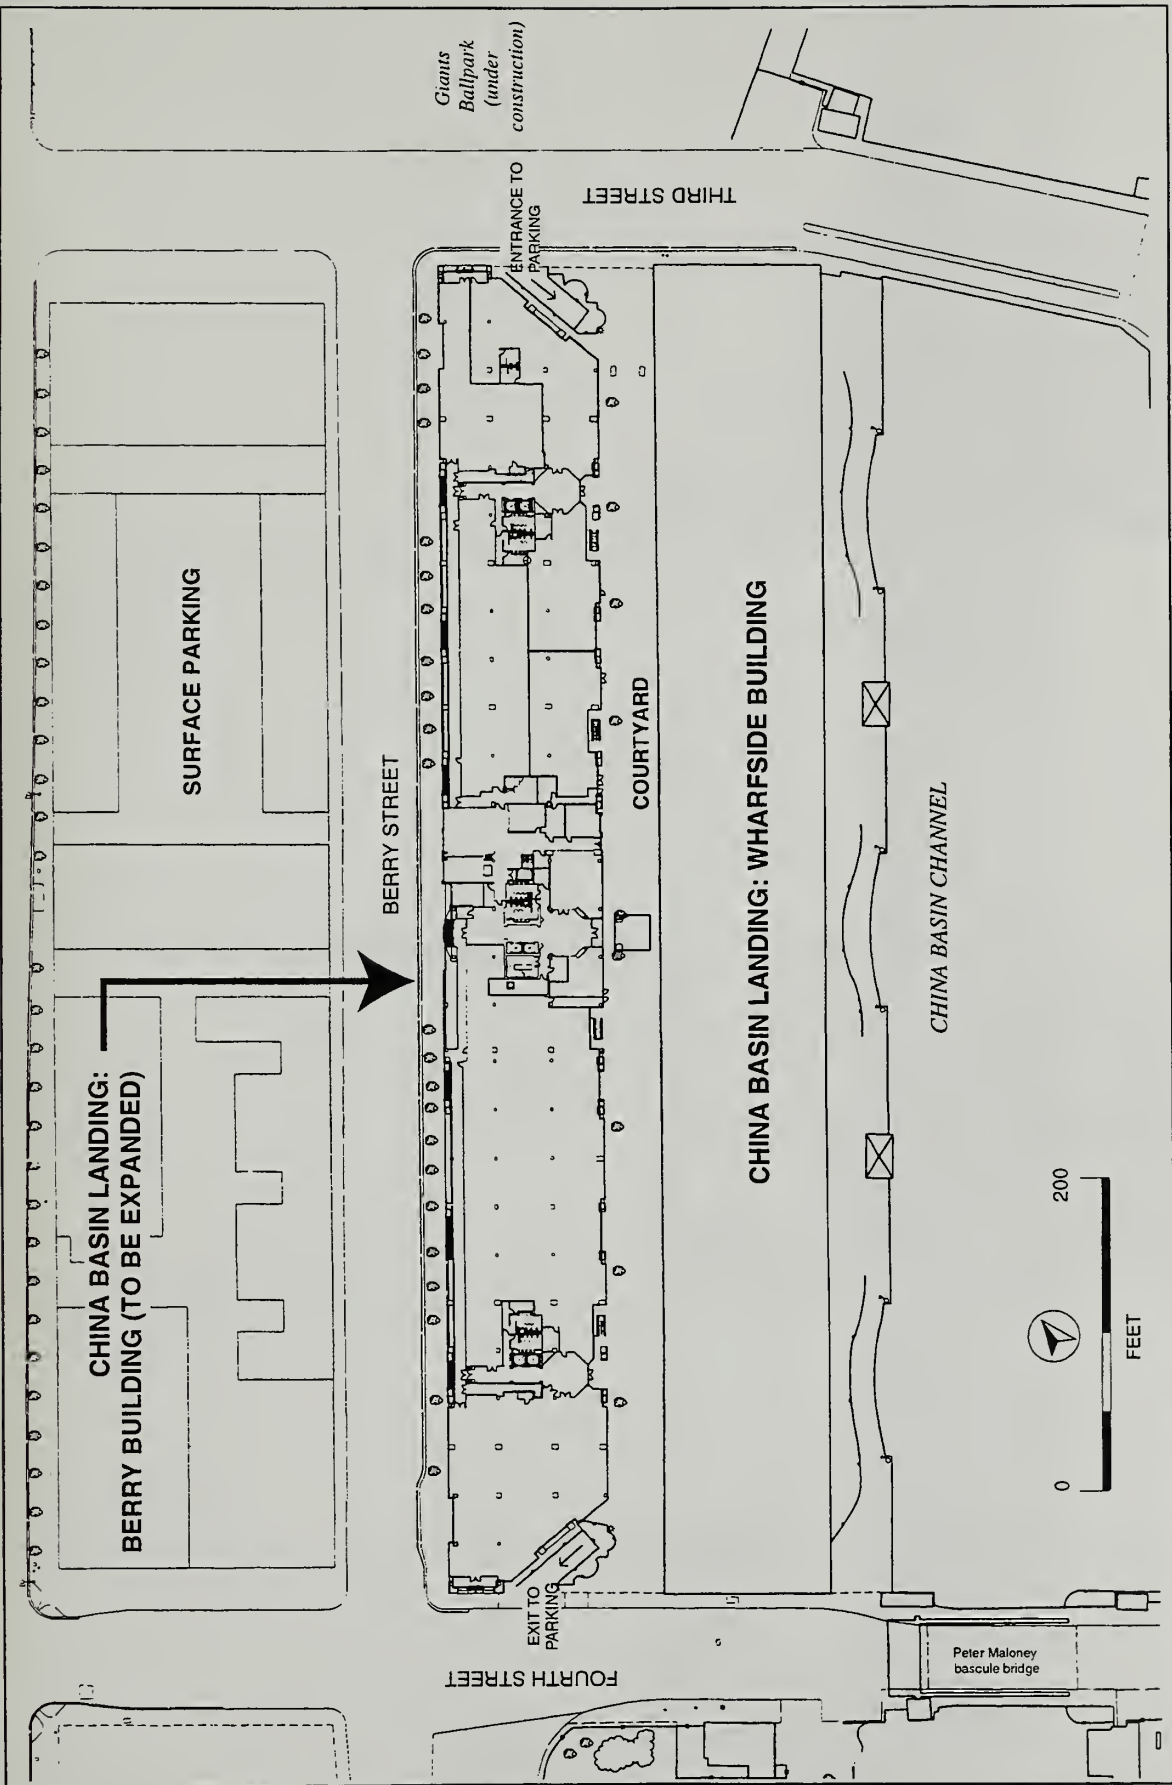 Giants
Ballpark
(under
construction)
THIRD STREET
ENTRANCE TO
PARKING
SURFACE PARKING
BERRY STREET
COURTYARD
CHINA BASIN LANDING: WHARFSIDE BUILDING
CHINA BASIN CHANNEL
CHINA BASIN LANDING:
BERRY BUILDING (TO BE EXPANDED)
0
200
FEET
EXIT TO
PARKING
FOURTH STREET
Peter Maloney
bascule bridge